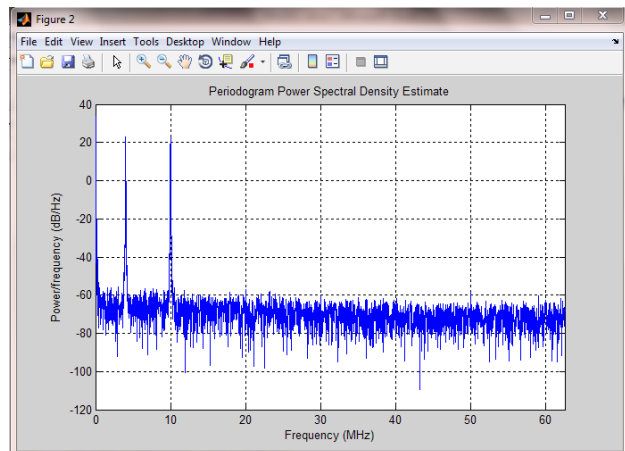 Figure 2
File Edit View Insert Tools Desktop Window Help
Periodogram Power Spectral Density Estimate
40
20
0
-20
-40
-60
-80
-100
-120
Power/frequency (dB/Hz)
0 10 20 30 40 50 60
Frequency (MHz)